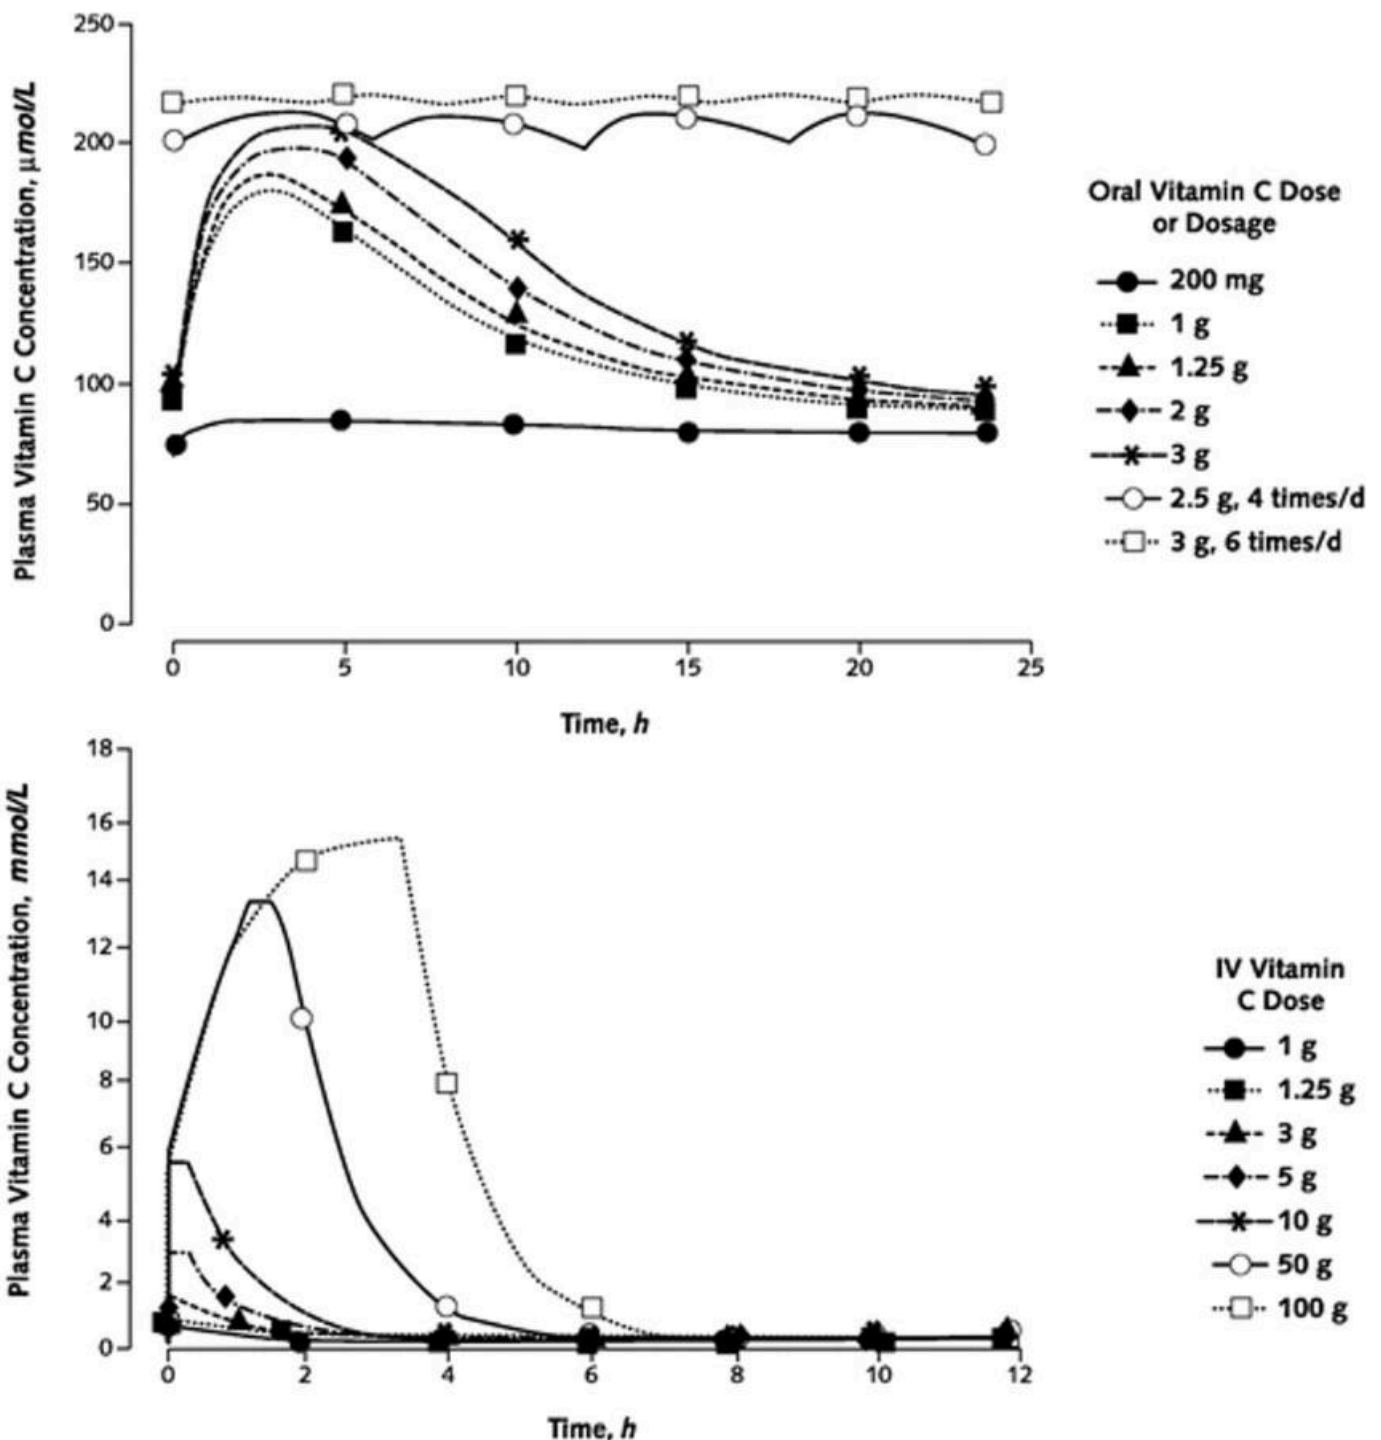 250
200
150
100
50
0
Plasma Vitamin C Concentration, μmol/L
0 5 10 15 20 25
Time, h
Oral Vitamin C Dose
or Dosage
200 mg
1 g
1.25 g
2 g
3 g
2.5 g, 4 times/d
3 g, 6 times/d
18
16
14
12
10
8
6
4
2
0
Plasma Vitamin C Concentration, mmol/L
0 2 4 6 8 10 12
Time, h
IV Vitamin
C Dose
1 g
1.25 g
3 g
5 g
10 g
50 g
100 g